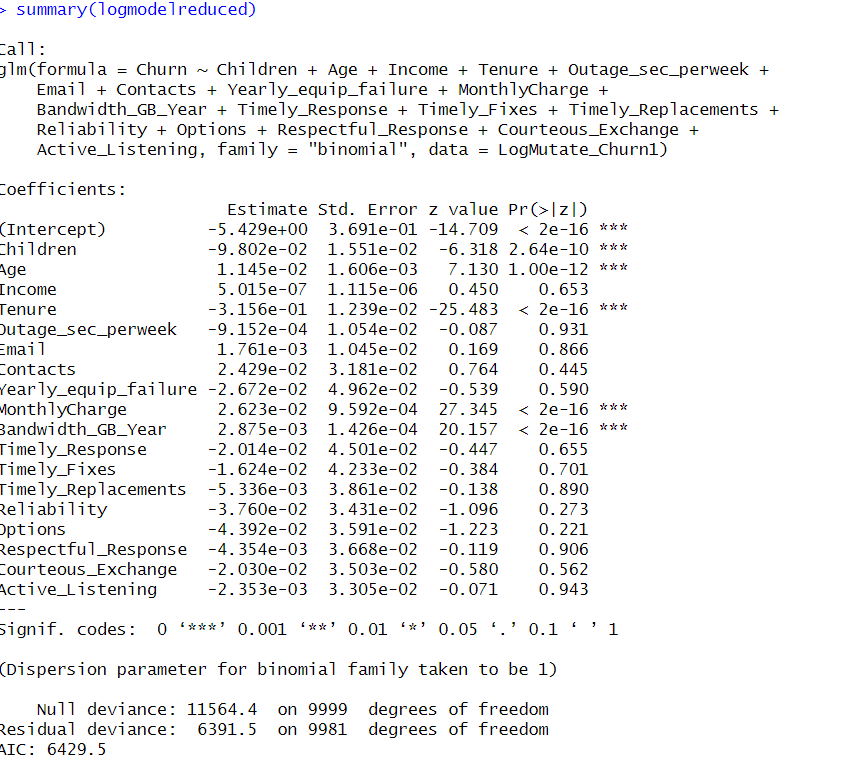 > summary(logmodelreduced)
Call:
glm(formula = Churn ~ Children + Age + Income + Tenure + Outage_sec_perweek +
    Email + Contacts + Yearly_equip_failure + MonthlyCharge +
    Bandwidth_GB_Year + Timely_Response + Timely_Fixes + Timely_Replacements +
    Reliability + Options + Respectful_Response + Courteous_Exchange +
    Active_Listening, family = "binomial", data = LogMutate_Churn1)
Coefficients:
                       Estimate Std. Error z value Pr(>|z|)
(Intercept)          -5.429e+00  3.691e-01 -14.709  < 2e-16 ***
Children             -9.802e-02  1.551e-02  -6.318 2.64e-10 ***
Age                   1.145e-02  1.606e-03   7.130 1.00e-12 ***
Income                5.015e-07  1.115e-06   0.450    0.653
Tenure               -3.156e-01  1.239e-02 -25.483  < 2e-16 ***
Outage_sec_perweek   -9.152e-04  1.054e-02  -0.087    0.931
Email                 1.761e-03  1.045e-02   0.169    0.866
Contacts              2.429e-02  3.181e-02   0.764    0.445
Yearly_equip_failure -2.672e-02  4.962e-02  -0.539    0.590
MonthlyCharge         2.623e-02  9.592e-04  27.345  < 2e-16 ***
Bandwidth_GB_Year     2.875e-03  1.426e-04  20.157  < 2e-16 ***
Timely_Response      -2.014e-02  4.501e-02  -0.447    0.655
Timely_Fixes         -1.624e-02  4.233e-02  -0.384    0.701
Timely_Replacements  -5.336e-03  3.861e-02  -0.138    0.890
Reliability          -3.760e-02  3.431e-02  -1.096    0.273
Options              -4.392e-02  3.591e-02  -1.223    0.221
Respectful_Response  -4.354e-03  3.668e-02  -0.119    0.906
Courteous_Exchange   -2.030e-02  3.503e-02  -0.580    0.562
Active_Listening     -2.353e-03  3.305e-02  -0.071    0.943
---
Signif. codes:  0 ‘***’ 0.001 ‘**’ 0.01 ‘*’ 0.05 ‘.’ 0.1 ‘ ’ 1
(Dispersion parameter for binomial family taken to be 1)
    Null deviance: 11564.4  on 9999  degrees of freedom
Residual deviance:  6391.5  on 9981  degrees of freedom
AIC: 6429.5